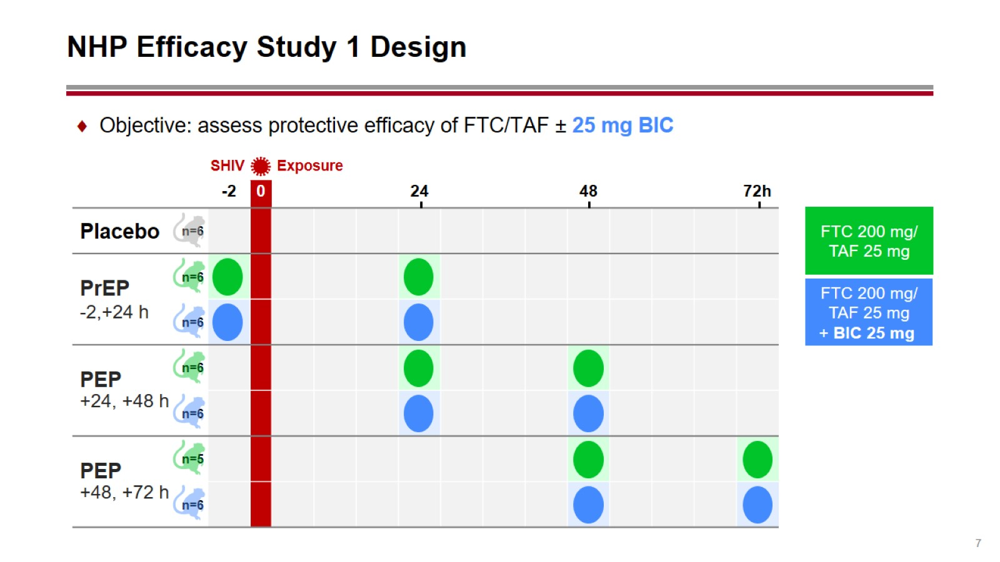 NHP Efficacy Study 1 Design
♦ Objective: assess protective efficacy of FTC/TAF ± 25 mg BIC
SHIV Exposure
-2 0 24 48 72h
Placebo n=6
n=6
PrEP
-2,+24 h
n=6
n=6
PEP
+24, +48 h
n=6
n=5
PEP
+48, +72 h
n=6
FTC 200 mg/
TAF 25 mg
FTC 200 mg/
TAF 25 mg
+ BIC 25 mg
7